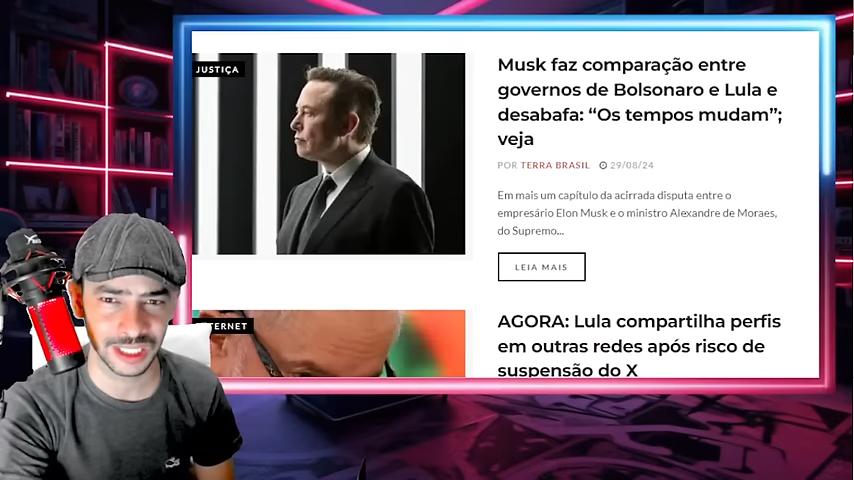 JUSTIÇA
Musk faz comparação entre
governos de Bolsonaro e Lula e
desabafa: “Os tempos mudam”;
veja
POR TERRA BRASIL 29/08/24
Em mais um capítulo da acirrada disputa entre o
empresário Elon Musk e o ministro Alexandre de Moraes,
do Supremo...
LEIA MAIS
TERNET
AGORA: Lula compartilha perfis
em outras redes após risco de
suspensão do X